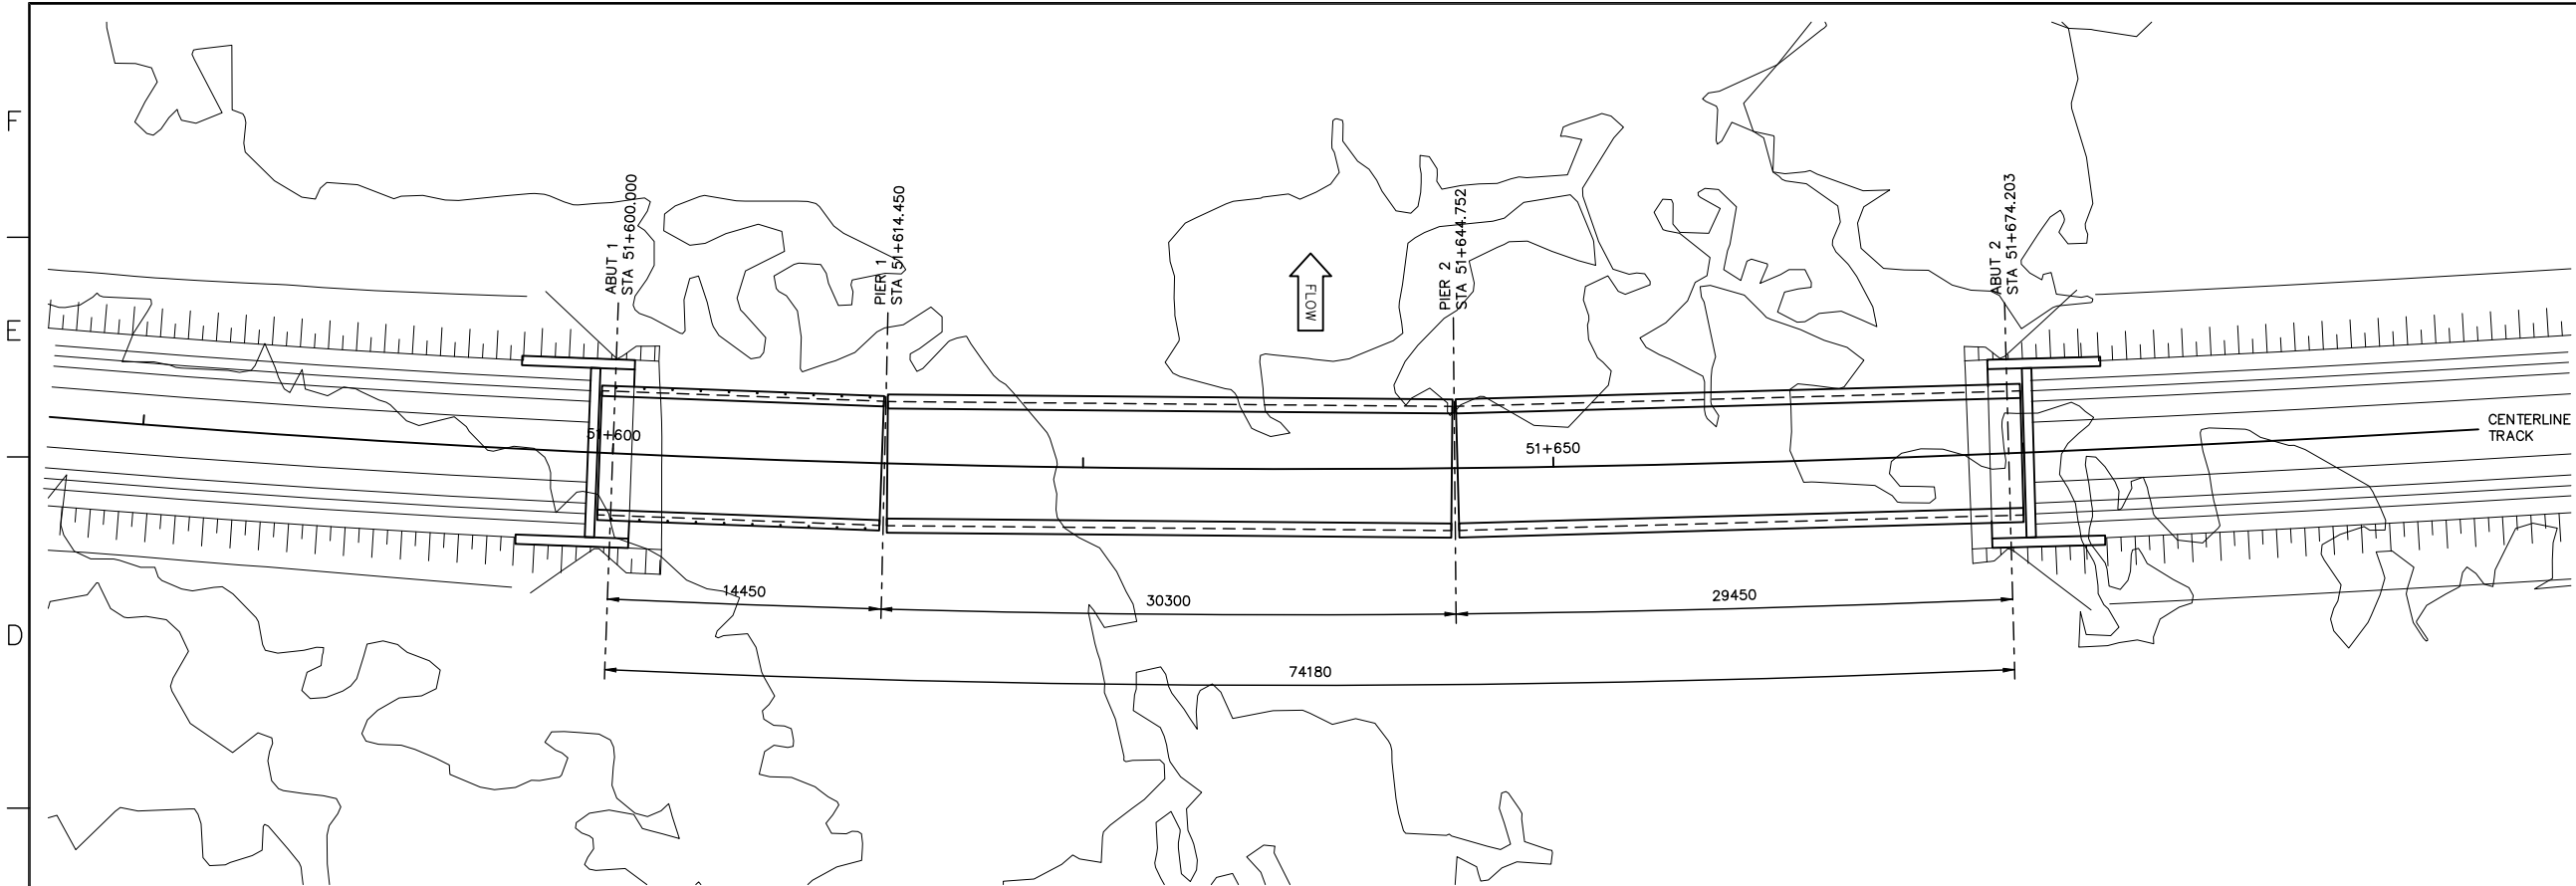 F
E
D
ABUT 1
STA 51+600.000
PIER 1
STA 51+614.450
FLOW
PIER 2
STA 51+644.752
ABUT 2
STA 51+674.203
51+600
51+650
CENTERLINE
TRACK
14450
30300
29450
74180